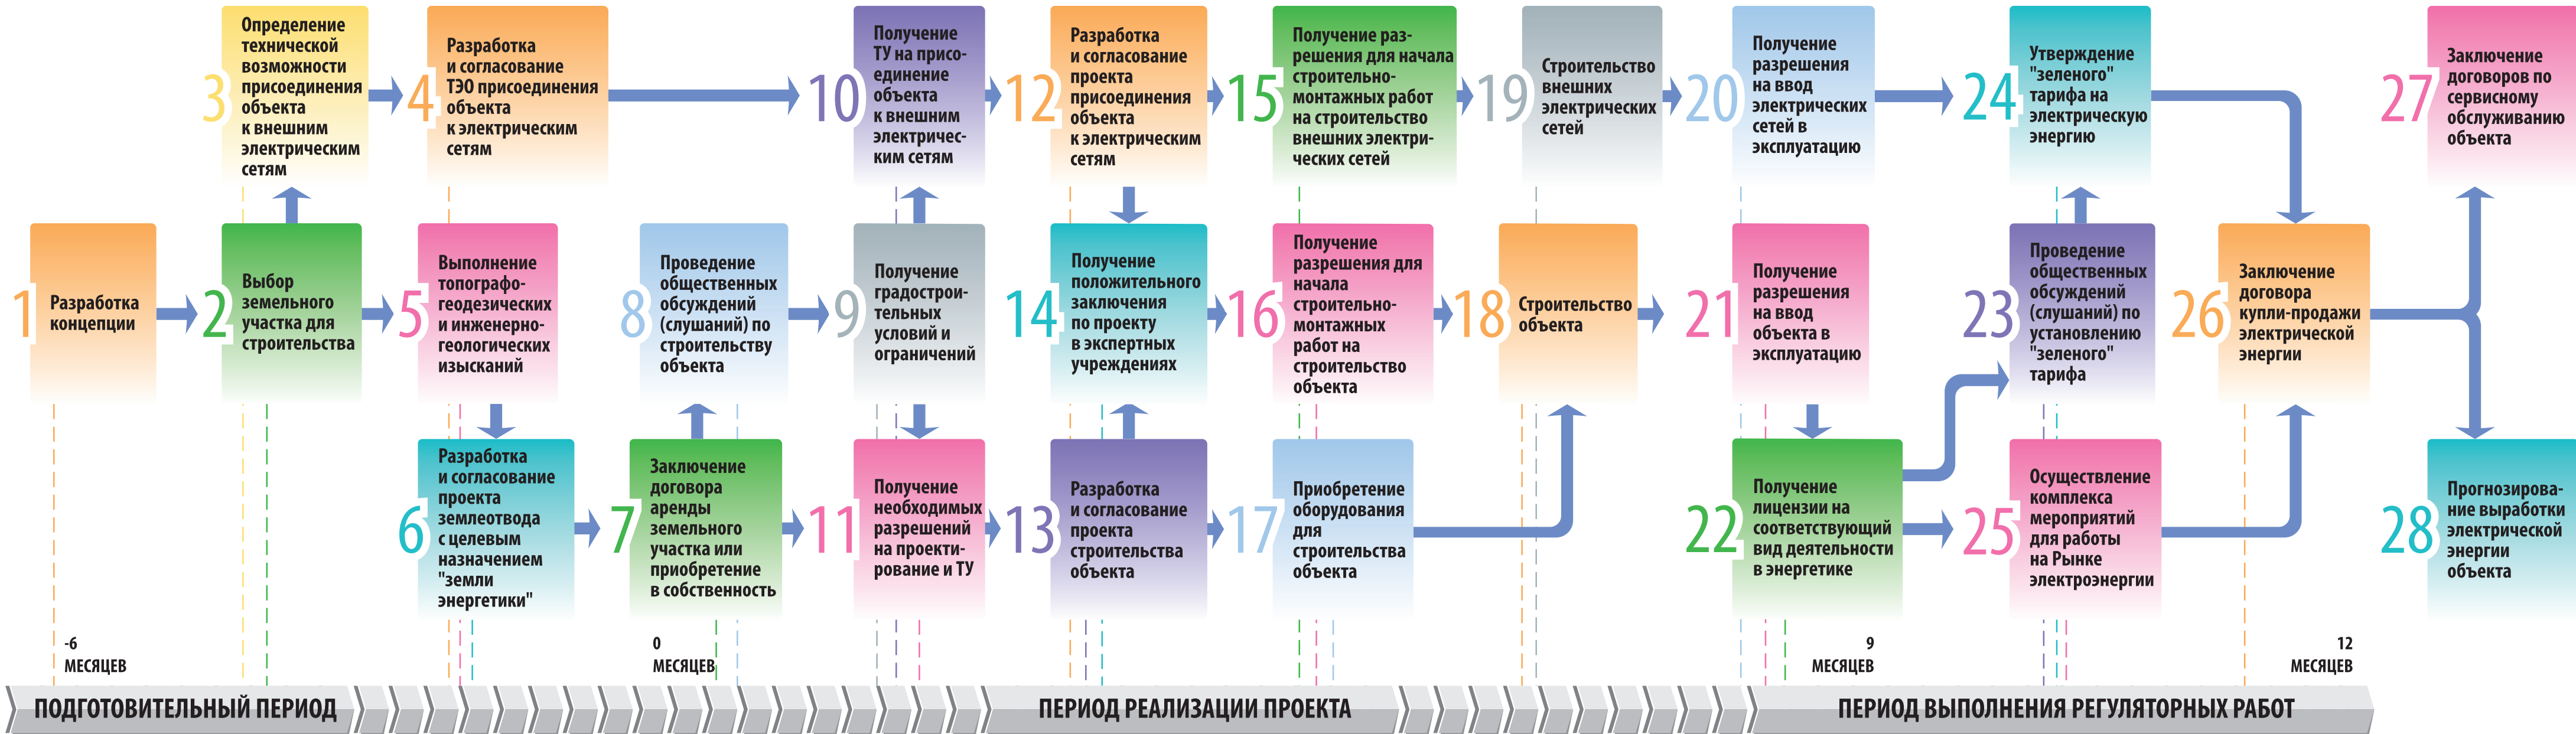 3
Определение
технической
возможности
присоединения
объекта
к внешним
электрическим
сетям
4
Разработка
и согласование
ТЭО присоединения
объекта
к электрическим
сетям
10
Получение
ТУ на присо-
единение
объекта
к внешним
электричес-
ким сетям
12
Разработка
и согласование
проекта
присоединения
объекта
к электрическим
сетям
15
Получение раз-
решения для начала
строительно-
монтажных работ
на строительство
внешних электри-
ческих сетей
19
Строительство
внешних
электрических
сетей
20
Получение
разрешения
на ввод
электрических
сетей в
эксплуатацию
24
Утверждение
"зеленого"
тарифа на
электрическую
энергию
27
Заключение
договоров по
сервисному
обслуживанию
объекта
1
Разработка
концепции
2
Выбор
земельного
участка для
строительства
5
Выполнение
топографо-
геодезических
и инженерно-
геологических
изысканий
8
Проведение
общественных
обсуждений
(слушаний) по
строительству
объекта
9
Получение
градострои-
тельных
условий и
ограничений
14
Получение
положительного
заключения
по проекту
в экспертных
учреждениях
16
Получение
разрешения для
начала
строительно-
монтажных
работ на
строительство
объекта
18
Строительство
объекта
21
Получение
разрешения
на ввод
объекта в
эксплуатацию
23
Проведение
общественных
обсуждений
(слушаний) по
установлению
"зеленого"
тарифа
26
Заключение
договора
купли-продажи
электрической
энергии
6
Разработка
и согласование
проекта
землеотвода
с целевым
назначением
"земли
энергетики"
7
Заключение
договора
аренды
земельного
участка или
приобретение
в собственность
11
Получение
необходимых
разрешений
на проекти-
рование и ТУ
13
Разработка
и согласование
проекта
строительства
объекта
17
Приобретение
оборудования
для
строительства
объекта
22
Получение
лицензии на
соответствующий
вид деятельности
в энергетике
25
Осуществление
комплекса
мероприятий
для работы
на Рынке
электроэнергии
28
Прогнозирова-
ние выработки
электрической
энергии
объекта
-6
МЕСЯЦЕВ
0
МЕСЯЦЕВ
9
МЕСЯЦЕВ
12
МЕСЯЦЕВ
ПОДГОТОВИТЕЛЬНЫЙ ПЕРИОД
ПЕРИОД РЕАЛИЗАЦИИ ПРОЕКТА
ПЕРИОД ВЫПОЛНЕНИЯ РЕГУЛЯТОРНЫХ РАБОТ